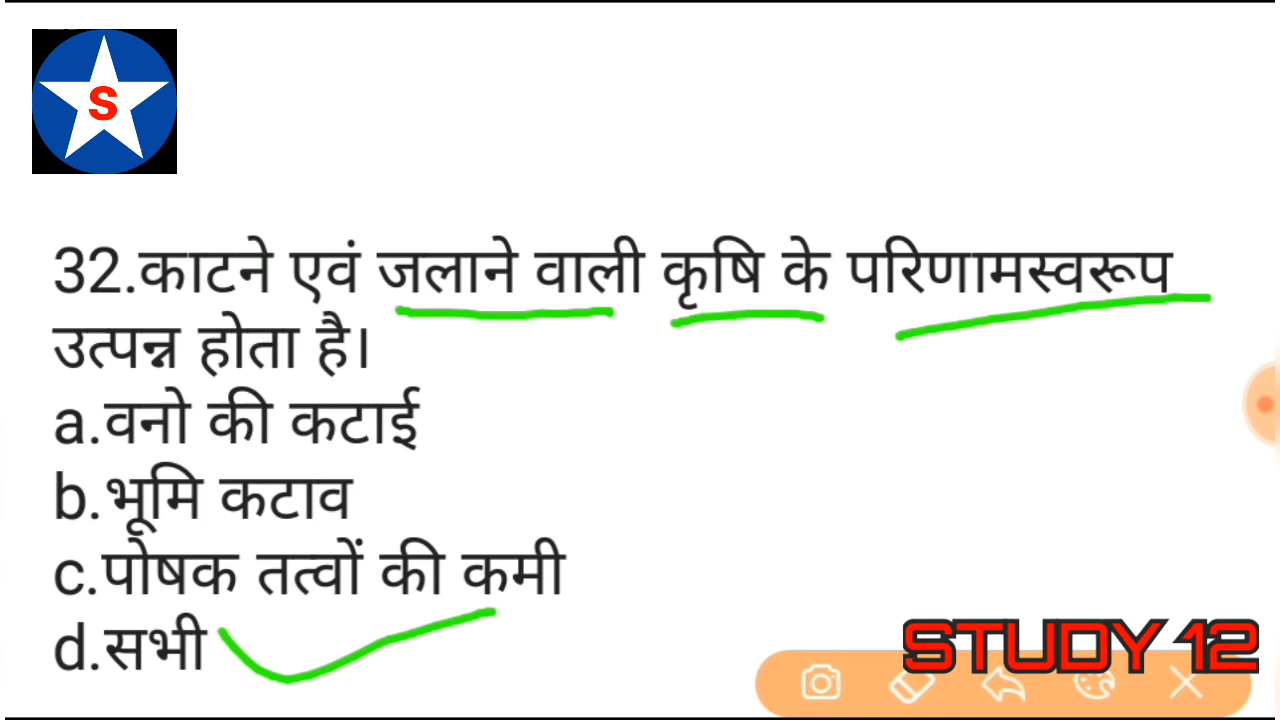 S
32.काटने एवं जलाने वाली कृषि के परिणामस्वरूप
उत्पन्न होता है।
a.वनो की कटाई
b.भूमि कटाव
c.पोषक तत्वों की कमी
d.सभी
STUDY 12